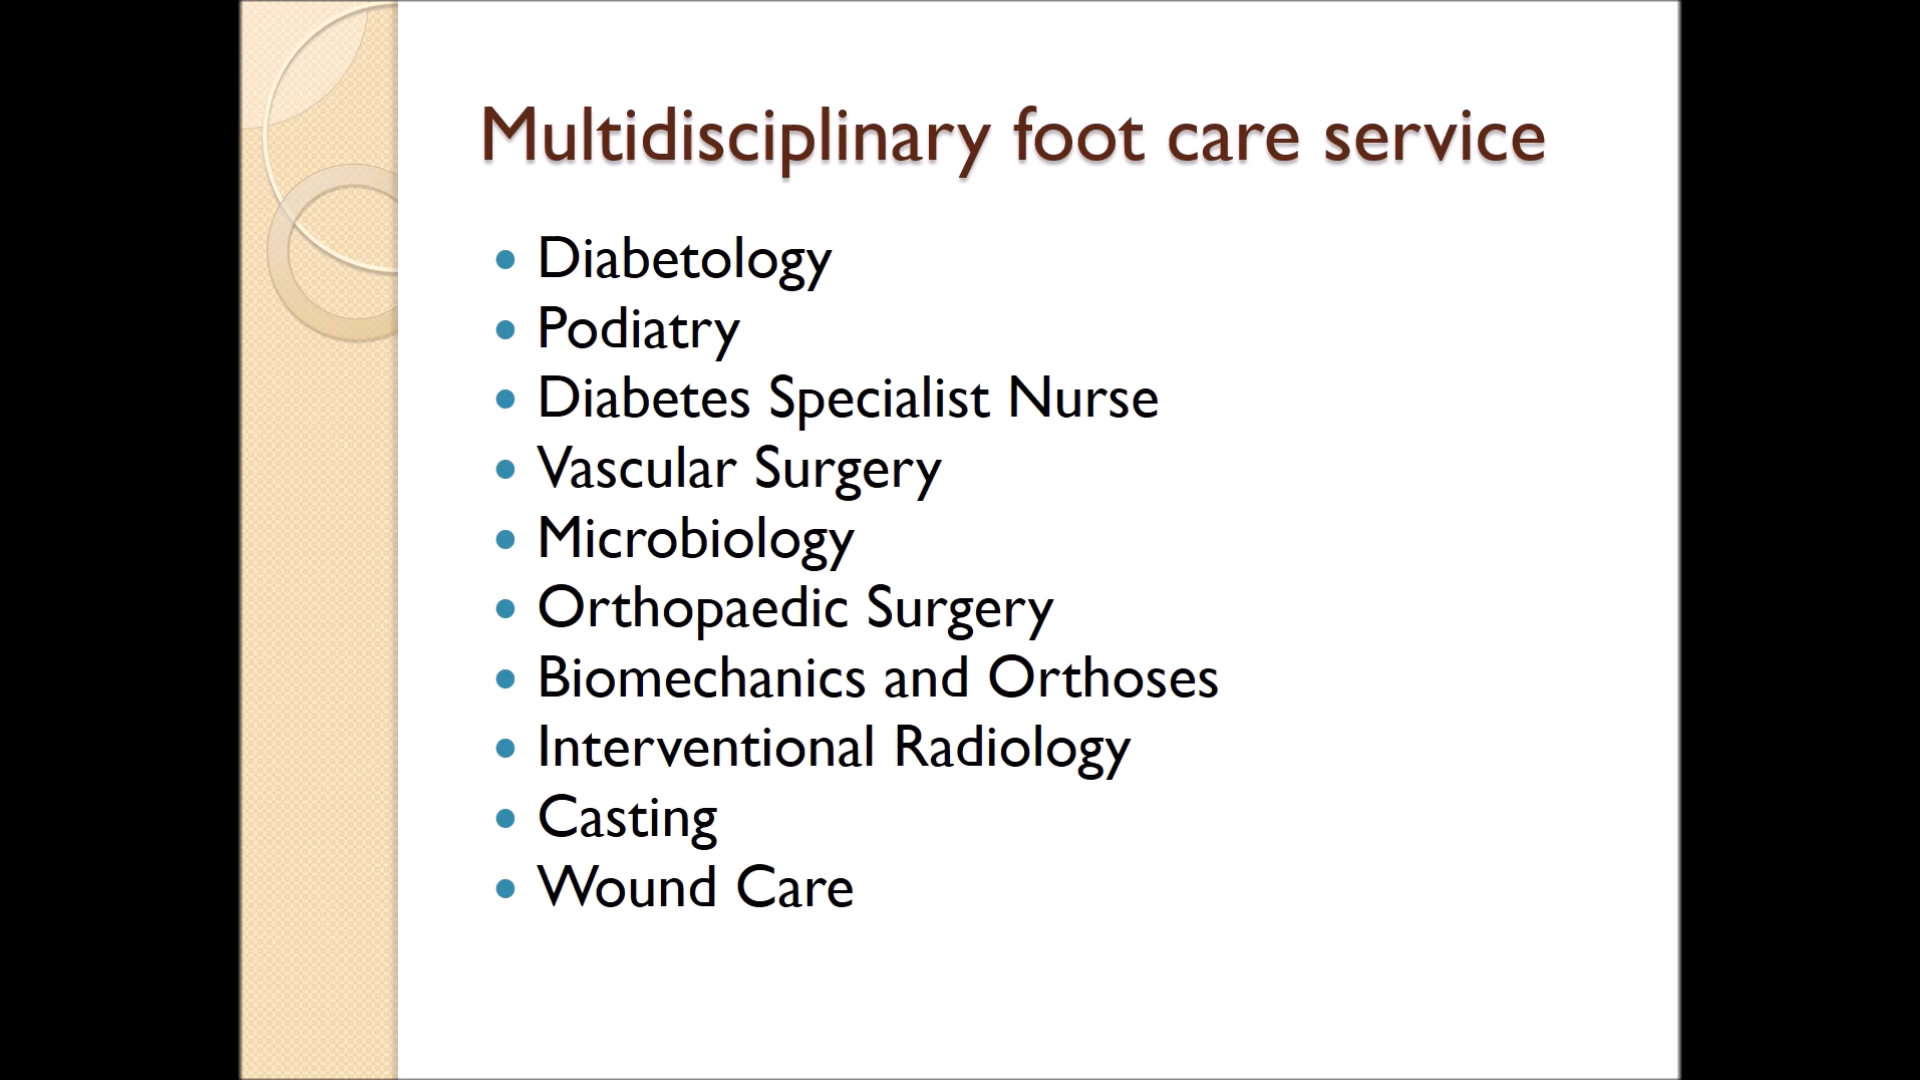 Multidisciplinary foot care service
• Diabetology
• Podiatry
• Diabetes Specialist Nurse
• Vascular Surgery
• Microbiology
• Orthopaedic Surgery
• Biomechanics and Orthoses
• Interventional Radiology
• Casting
• Wound Care